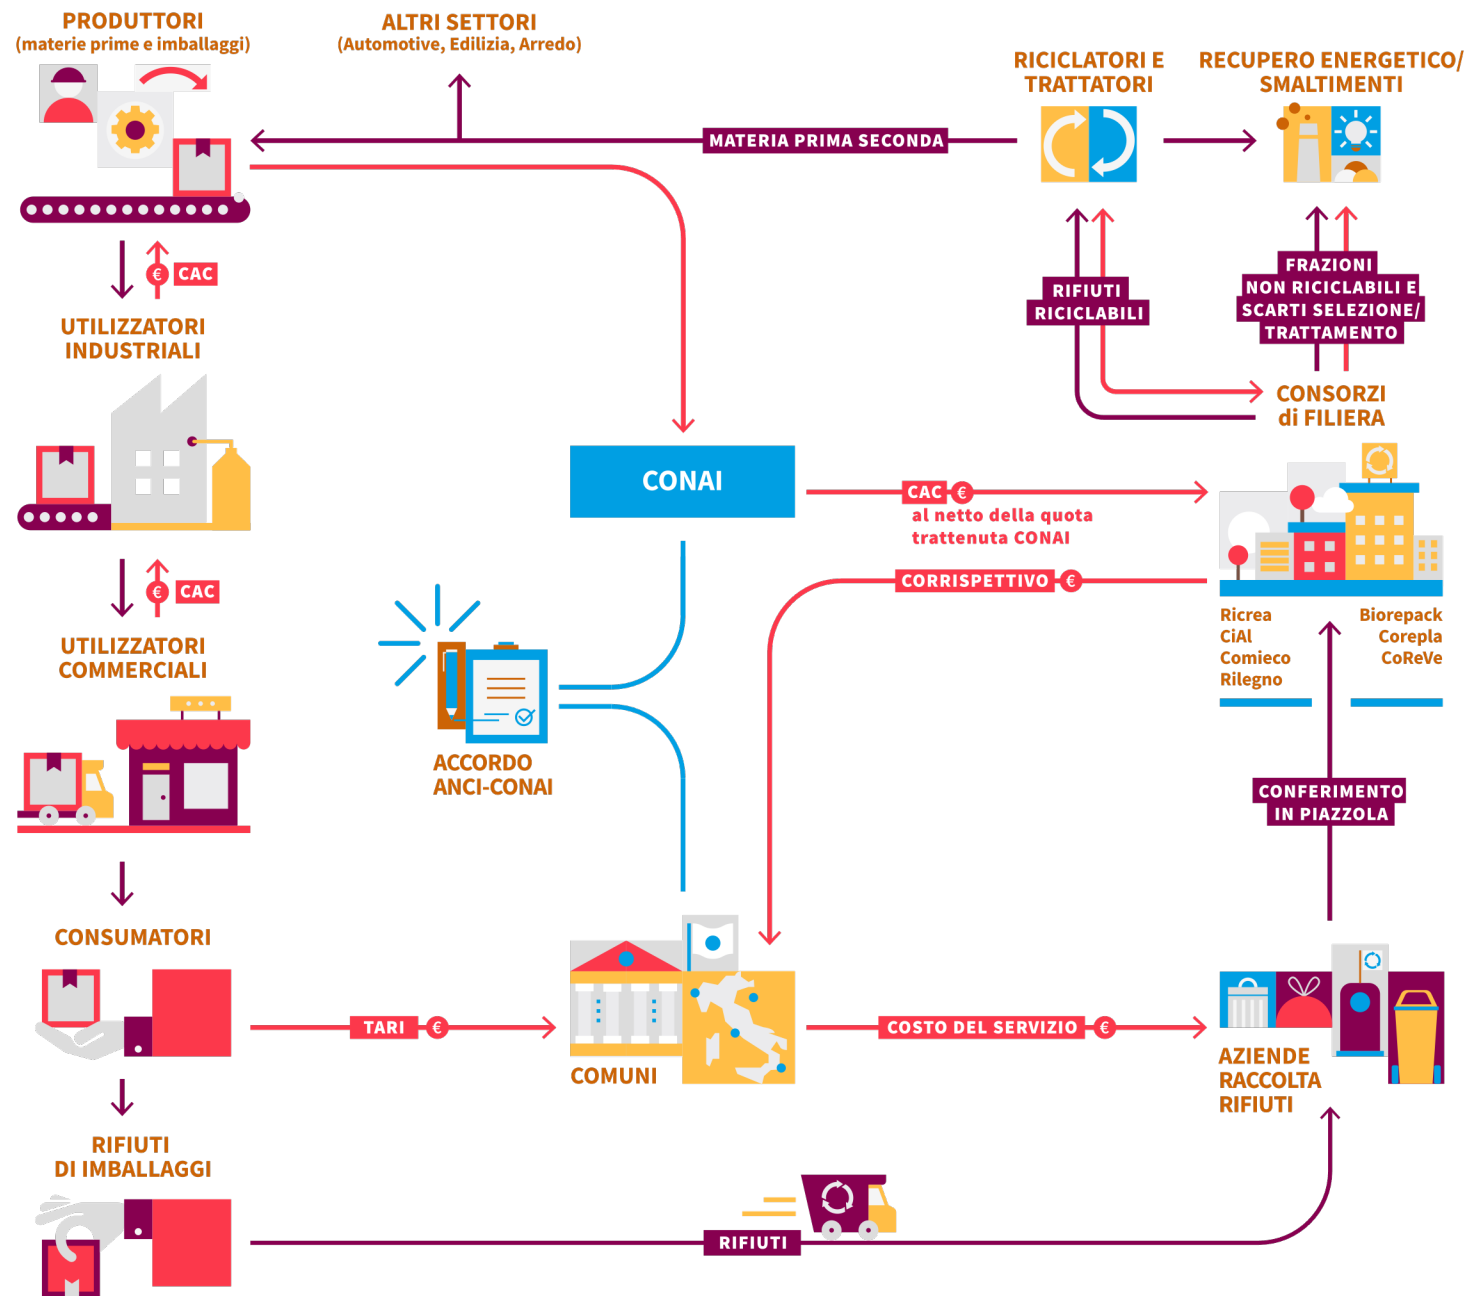 PRODUTTORI
(materie prime e imballaggi)
ALTRI SETTORI
(Automotive, Edilizia, Arredo)
RICICLATORI E
TRATTATORI
RECUPERO ENERGETICO/
SMALTIMENTI
MATERIA PRIMA SECONDA
€ CAC
RIFIUTI
RICICLABILI
FRAZIONI
NON RICICLABILI E
SCARTI SELEZIONE/
TRATTAMENTO
UTILIZZATORI
INDUSTRIALI
CONSORZI
di FILIERA
CONAI
CAC €
al netto della quota
trattenuta CONAI
CORRISPETTIVO €
€ CAC
UTILIZZATORI
COMMERCIALI
Ricrea
CiAl
Comieco
Rilegno
Biorepack
Corepla
CoReVe
ACCORDO
ANCI-CONAI
CONFERIMENTO
IN PIAZZOLA
CONSUMATORI
TARI €
COMUNI
COSTO DEL SERVIZIO €
AZIENDE
RACCOLTA
RIFIUTI
RIFIUTI
DI IMBALLAGGI
RIFIUTI